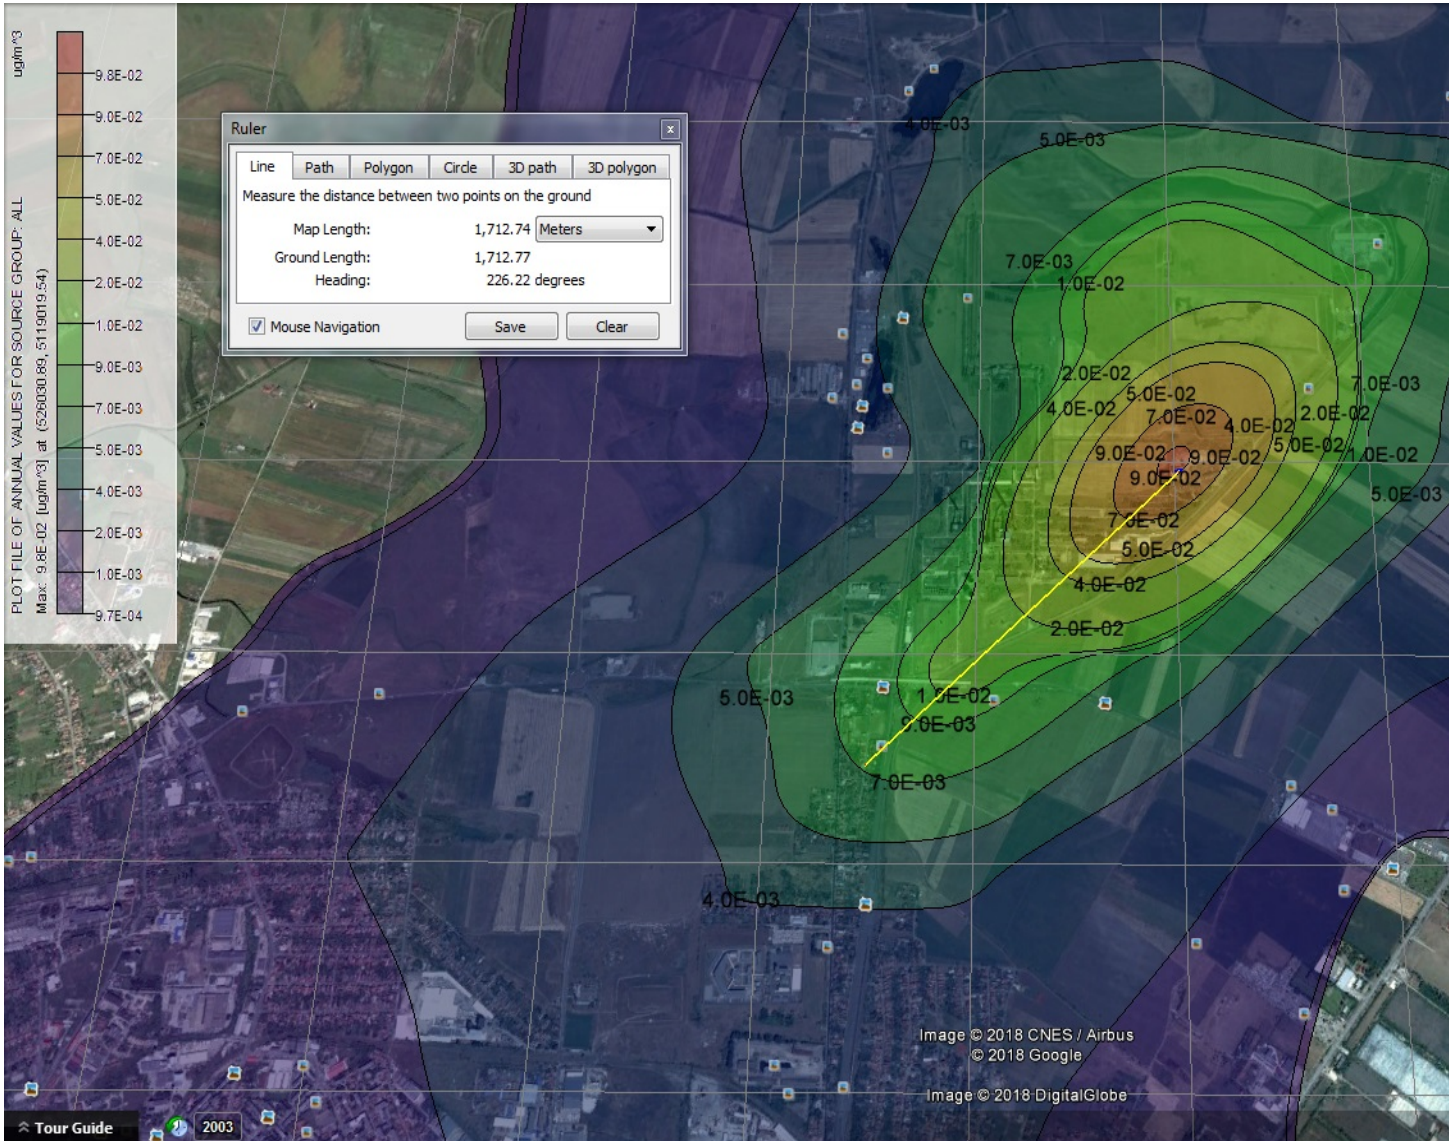 ug/m^3
PLOT FILE OF ANNUAL VALUES FOR SOURCE GROUP: ALL
Max: 9.8E-02 [ug/m^3] at (526030.89, 5119019.54)
9.8E-02
9.0E-02
7.0E-02
5.0E-02
4.0E-02
2.0E-02
1.0E-02
9.0E-03
7.0E-03
5.0E-03
4.0E-03
2.0E-03
1.0E-03
9.7E-04
Ruler
x
Line Path Polygon Circle 3D path 3D polygon
Measure the distance between two points on the ground
Map Length: 1,712.74 Meters
Ground Length: 1,712.77
Heading: 226.22 degrees
Mouse Navigation Save Clear
4.0E-03
5.0E-03
7.0E-03
1.0E-02
2.0E-02
7.0E-03
5.0E-02
4.0E-02
2.0E-02
7.0E-02
4.0E-02
5.0E-02
9.0E-02
9.0E-02
1.0E-02
9.0E-02
5.0E-03
7.0E-02
5.0E-02
4.0E-02
2.0E-02
5.0E-03
1.0E-02
9.0E-03
7.0E-03
4.0E-03
Image © 2018 CNES / Airbus
© 2018 Google
Image © 2018 DigitalGlobe
Tour Guide
2003